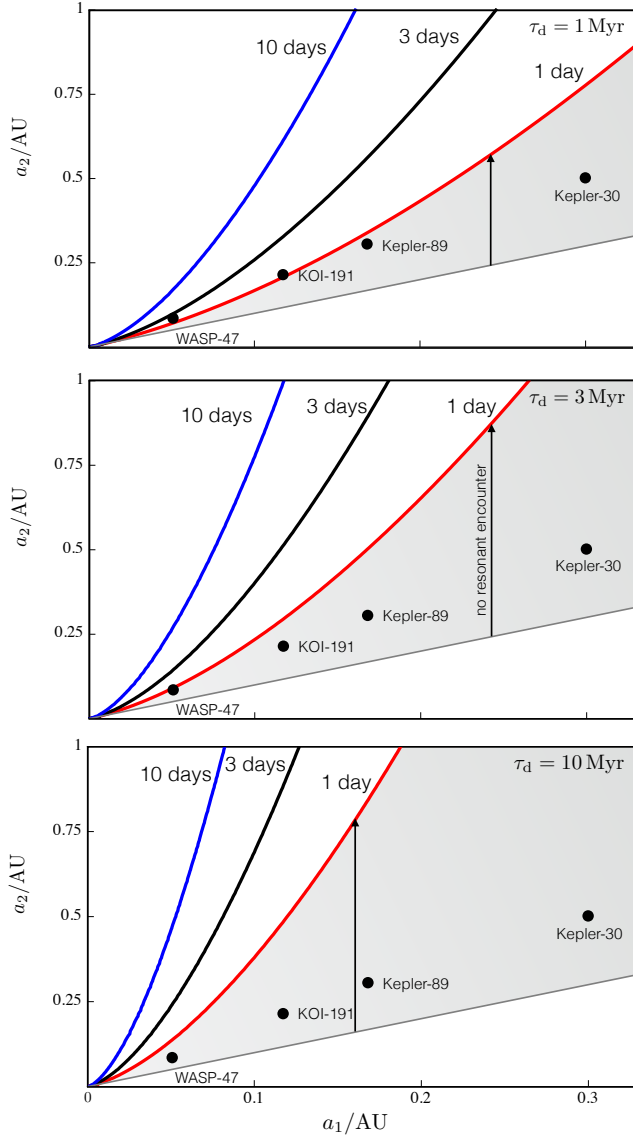 1
τd = 1 Myr
3 days
10 days
1 day
0.75
a2/AU
0.5
Kepler-30
Kepler-89
0.25
KOI-191
WASP-47
1
τd = 3 Myr
10 days
3 days
1 day
0.75
a2/AU
no resonant encounter
0.5
Kepler-30
Kepler-89
0.25
KOI-191
WASP-47
1
τd = 10 Myr
10 days
3 days
1 day
0.75
a2/AU
0.5
Kepler-30
Kepler-89
0.25
KOI-191
WASP-47
0
0.1
0.2
0.3
a1/AU